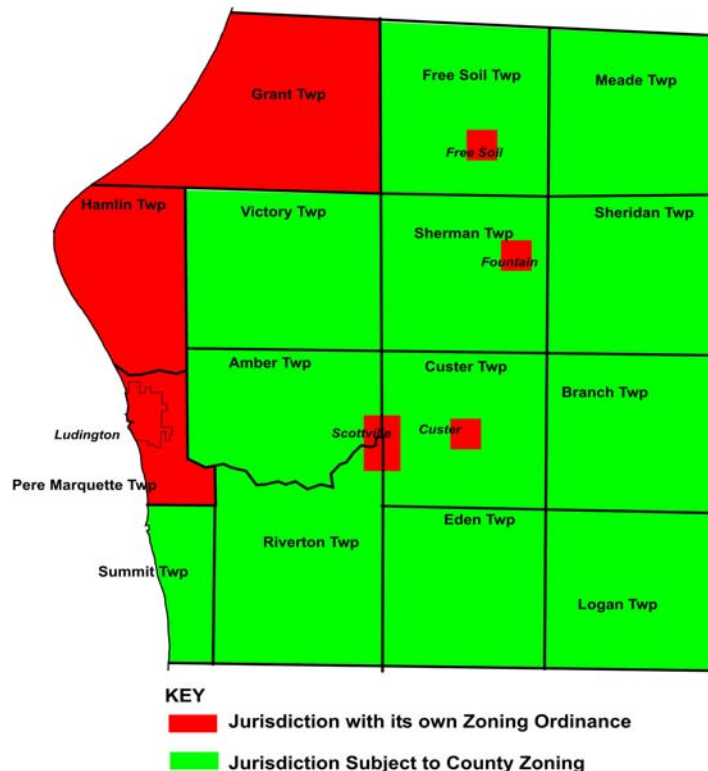 Free Soil Twp
Meade Twp
Grant Twp
Free Soil
Hamlin Twp
Victory Twp
Sheridan Twp
Sherman Twp
Fountain
Amber Twp
Custer Twp
Branch Twp
Ludington
Scottville
Custer
Pere Marquette Twp
Eden Twp
Riverton Twp
Summit Twp
Logan Twp
KEY
Jurisdiction with its own Zoning Ordinance
Jurisdiction Subject to County Zoning